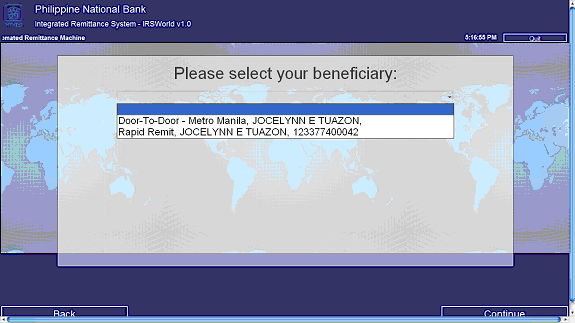 Philippine National Bank
Integrated Remittance System - IRSWorld v1.0
omated Remittance Machine
5:16:55 PM
Quit
Please select your beneficiary:
Door-To-Door - Metro Manila, JOCELYNN E TUAZON,
Rapid Remit, JOCELYNN E TUAZON, 123377400042
Back
Continue